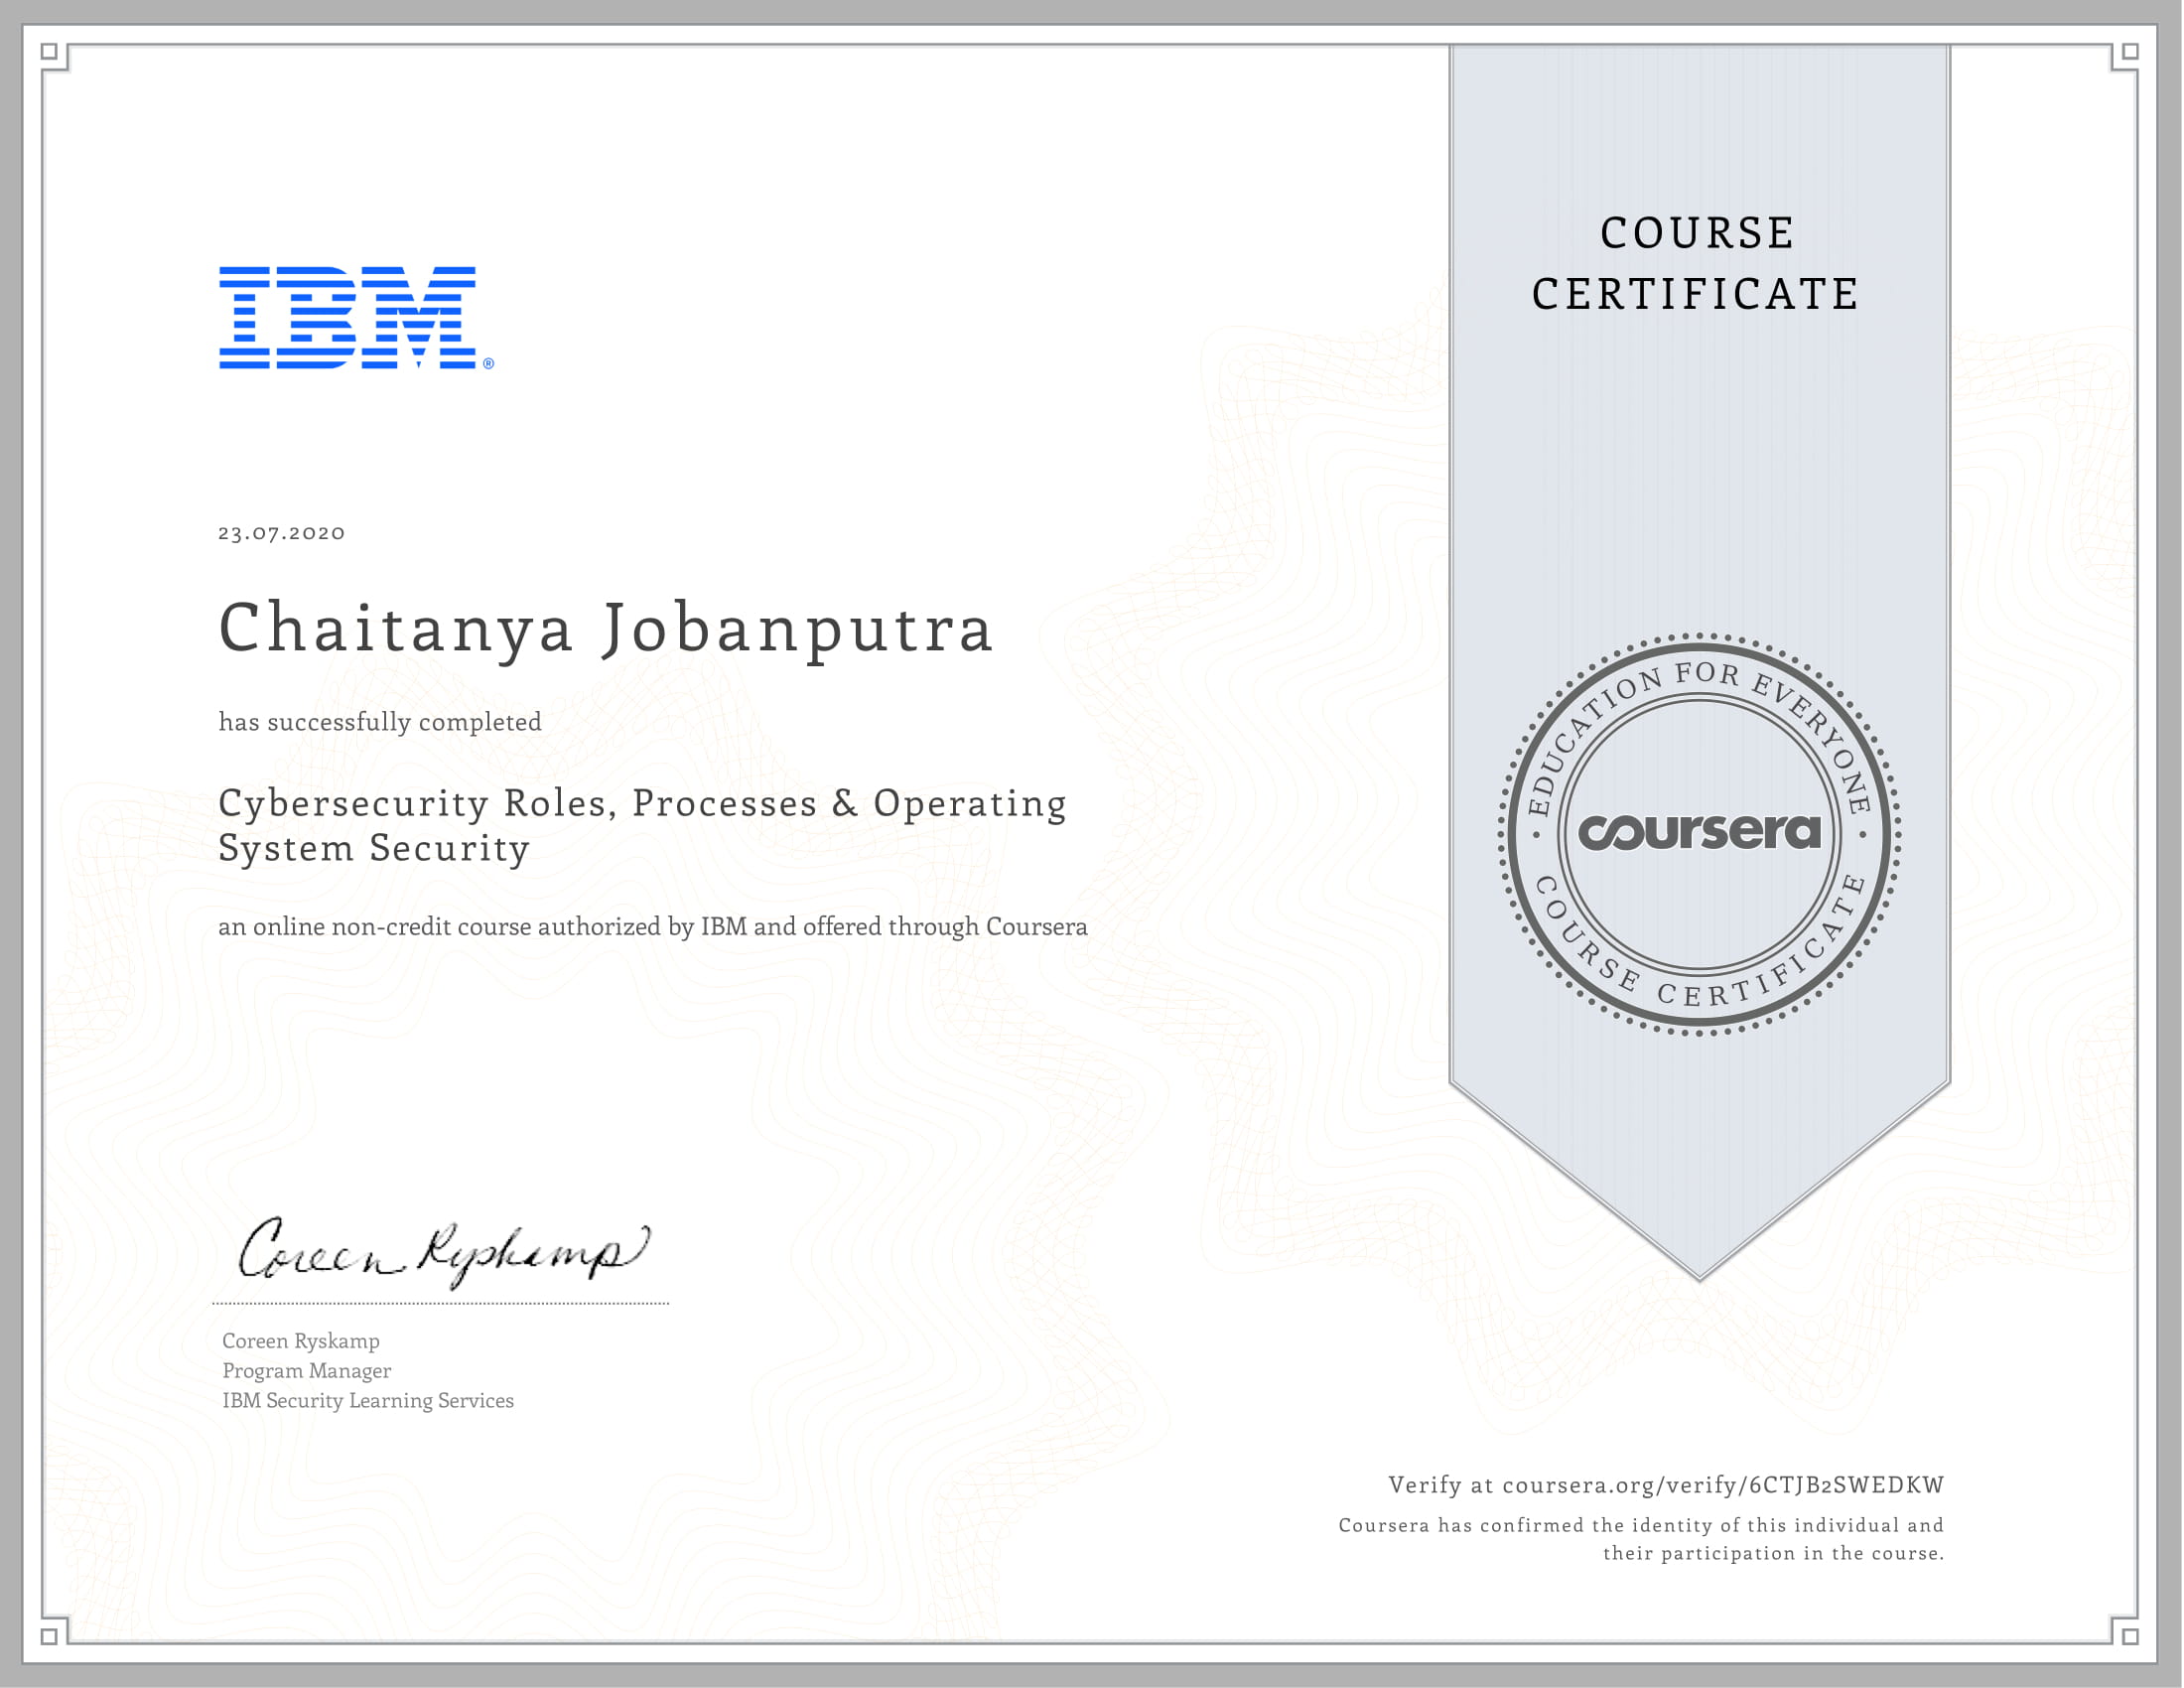 IBM®
23.07.2020
Chaitanya Jobanputra
has successfully completed
Cybersecurity Roles, Processes & Operating
System Security
an online non-credit course authorized by IBM and offered through Coursera
Coreen Ryskamp
Coreen Ryskamp
Program Manager
IBM Security Learning Services
COURSE
CERTIFICATE
EDUCATION FOR EVERYONE
coursera
COURSE CERTIFICATE
Verify at coursera.org/verify/6CTJB2SWEDKW
Coursera has confirmed the identity of this individual and
their participation in the course.